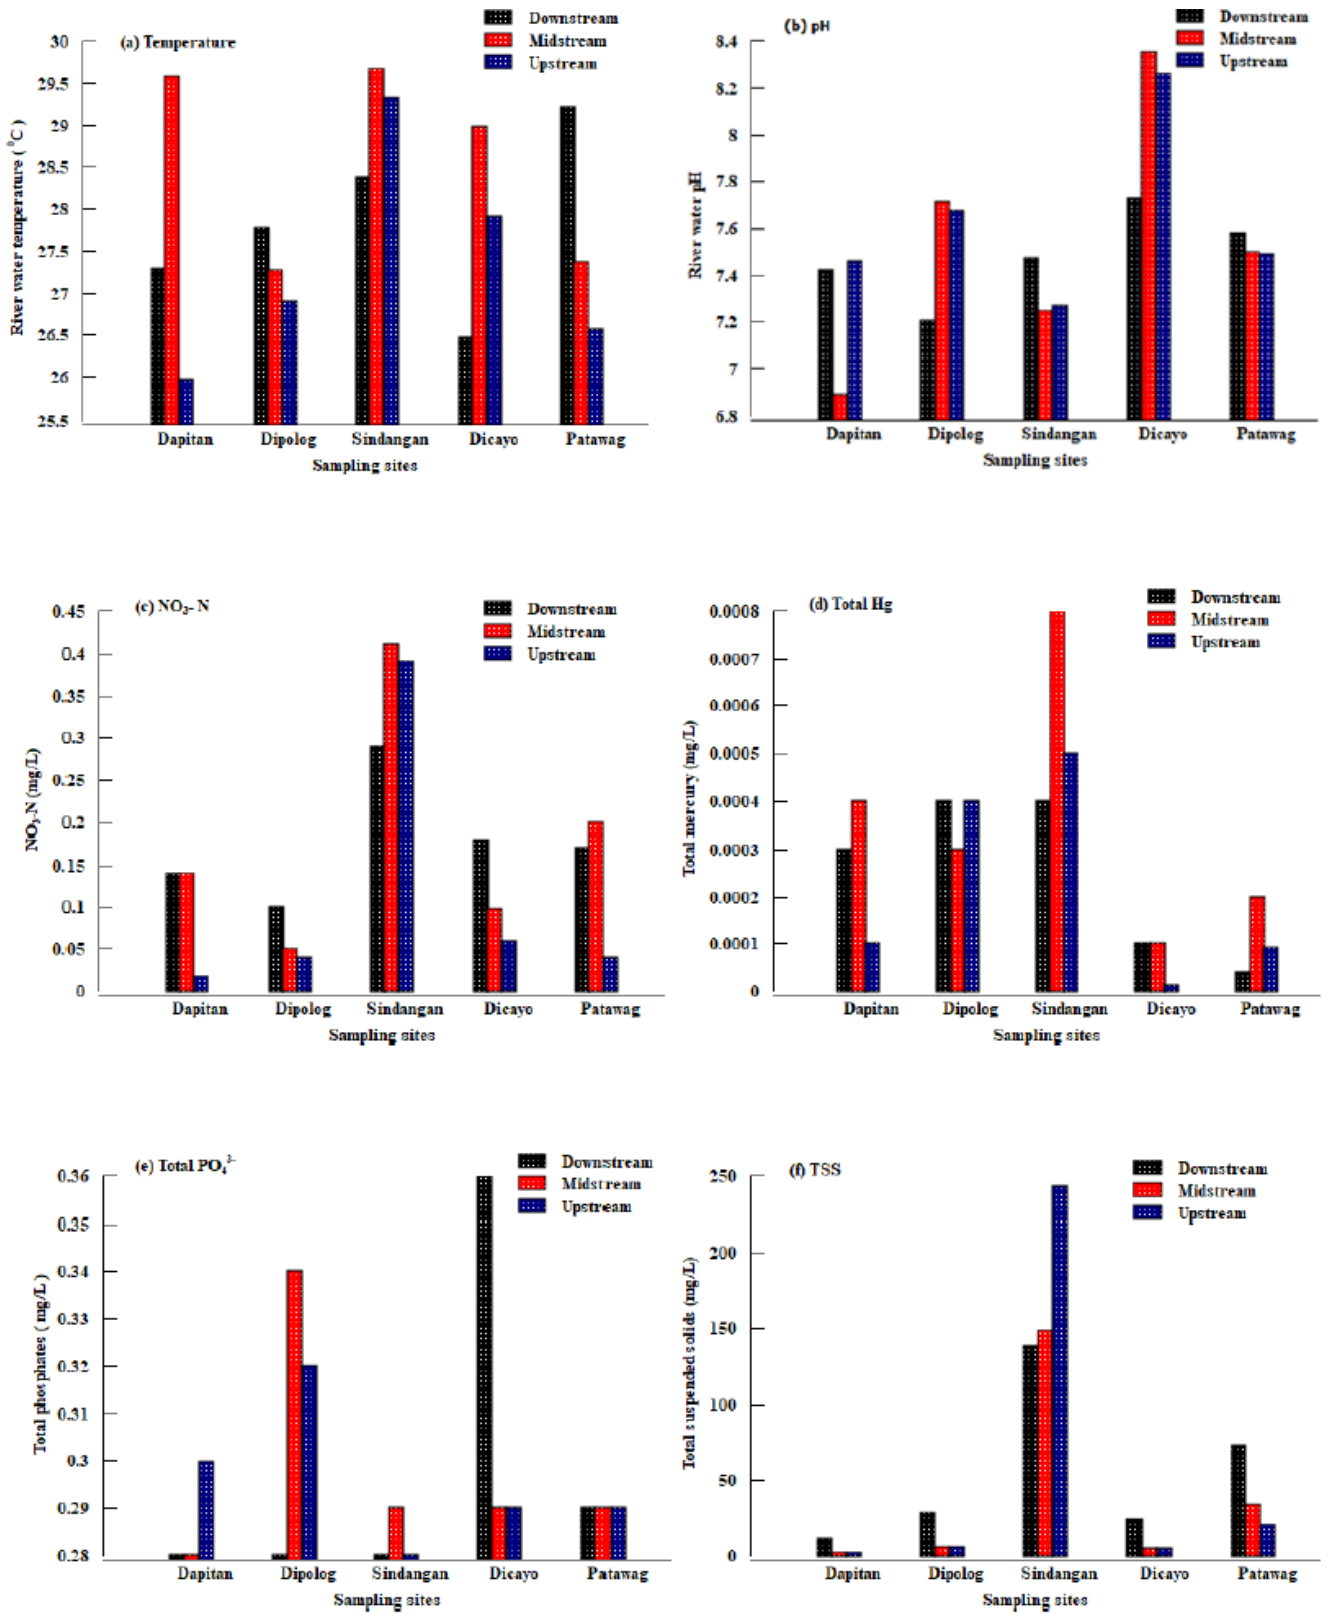 (a) Temperature
Downstream
Midstream
Upstream
30
29.5
29
28.5
28
27.5
27
26.5
26
25.5
River water temperature ( ⁰C )
Dapitan Dipolog Sindangan Dicayo Patawag
Sampling sites
(b) pH
Downstream
Midstream
Upstream
8.4
8.2
8
7.8
7.6
7.4
7.2
7
6.8
River water pH
Dapitan Dipolog Sindangan Dicayo Patawag
Sampling sites
(c) NO₃- N
Downstream
Midstream
Upstream
0.45
0.4
0.35
0.3
0.25
0.2
0.15
0.1
0.05
0
NO₃-N (mg/L)
Dapitan Dipolog Sindangan Dicayo Patawag
Sampling sites
(d) Total Hg
Downstream
Midstream
Upstream
0.0008
0.0007
0.0006
0.0005
0.0004
0.0003
0.0002
0.0001
0
Total mercury (mg/L)
Dapitan Dipolog Sindangan Dicayo Patawag
Sampling sites
(e) Total PO₄³⁻
Downstream
Midstream
Upstream
0.36
0.35
0.34
0.33
0.32
0.31
0.3
0.29
0.28
Total phosphates ( mg/L )
Dapitan Dipolog Sindangan Dicayo Patawag
Sampling sites
(f) TSS
Downstream
Midstream
Upstream
250
200
150
100
50
0
Total suspended solids (mg/L)
Dapitan Dipolog Sindangan Dicayo Patawag
Sampling sites